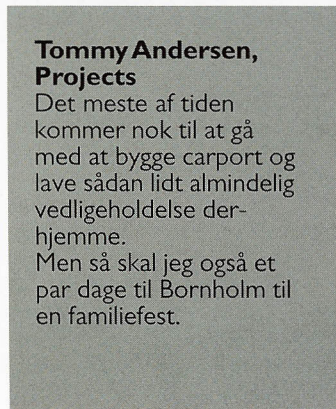 Tommy Andersen,
Projects
Det meste af tiden
kommer nok til at gå
med at bygge carport og
lave sådan lidt almindelig
vedligeholdelse der-
hjemme.
Men så skal jeg også et
par dage til Bornholm til
en familiefest.